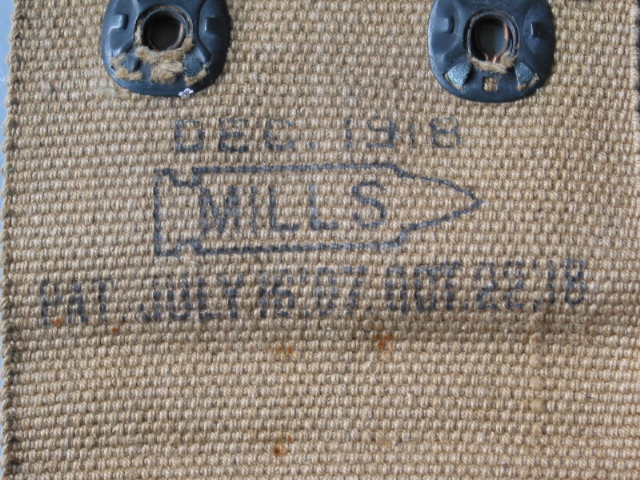 DEC. 1918
MILLS
PAT. JULY 16'07. OCT. 22'18